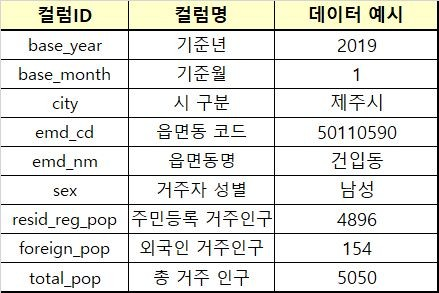 컬럼ID 컬럼명 데이터 예시
base_year 기준년 2019
base_month 기준월 1
city 시 구분 제주시
emd_cd 읍면동 코드 50110590
emd_nm 읍면동명 건입동
sex 거주자 성별 남성
resid_reg_pop 주민등록 거주인구 4896
foreign_pop 외국인 거주인구 154
total_pop 총 거주 인구 5050